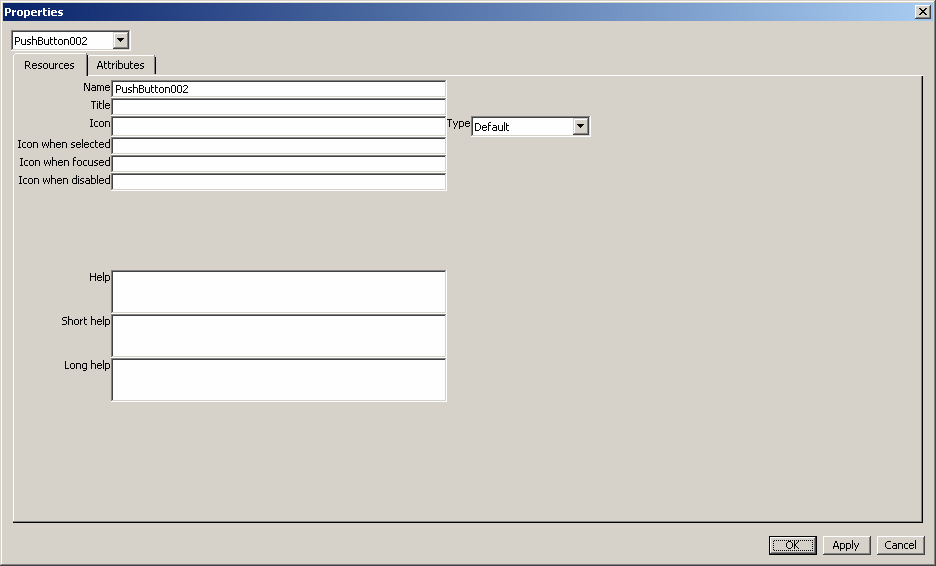 Properties
PushButton002
Resources Attributes
Name PushButton002
Title
Icon Type Default
Icon when selected
Icon when focused
Icon when disabled
Help
Short help
Long help
OK Apply Cancel